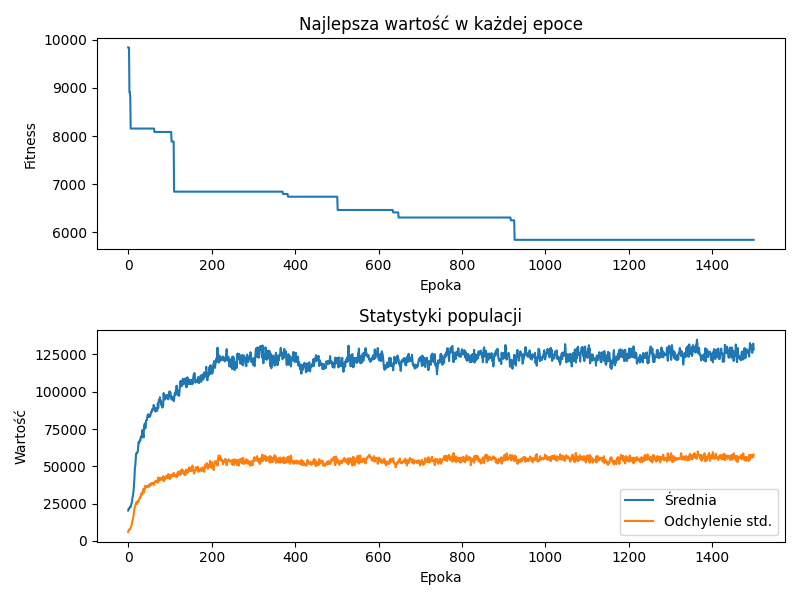 Najlepsza wartość w każdej epoce
10000
9000
8000
7000
6000
Fitness
0 200 400 600 800 1000 1200 1400
Epoka
Statystyki populacji
125000
100000
75000
50000
25000
0
Wartość
Średnia
Odchylenie std.
0 200 400 600 800 1000 1200 1400
Epoka